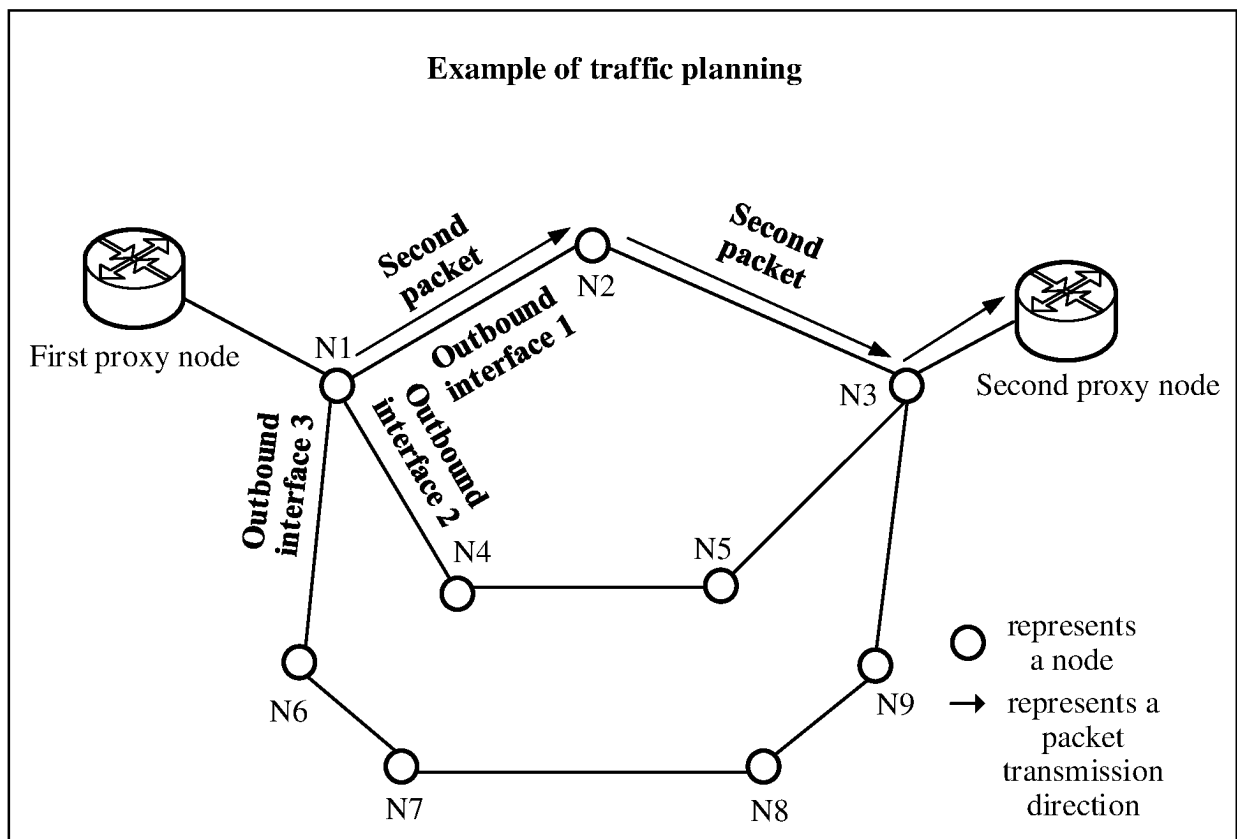 Example of traffic planning
Second
packet
Second
packet
N2
First proxy node
N1
Outbound
interface 1
N3
Second proxy node
Outbound
interface 2
Outbound
interface 3
N4
N5
N6
N7
N8
N9
represents
a node
represents a
packet
transmission
direction